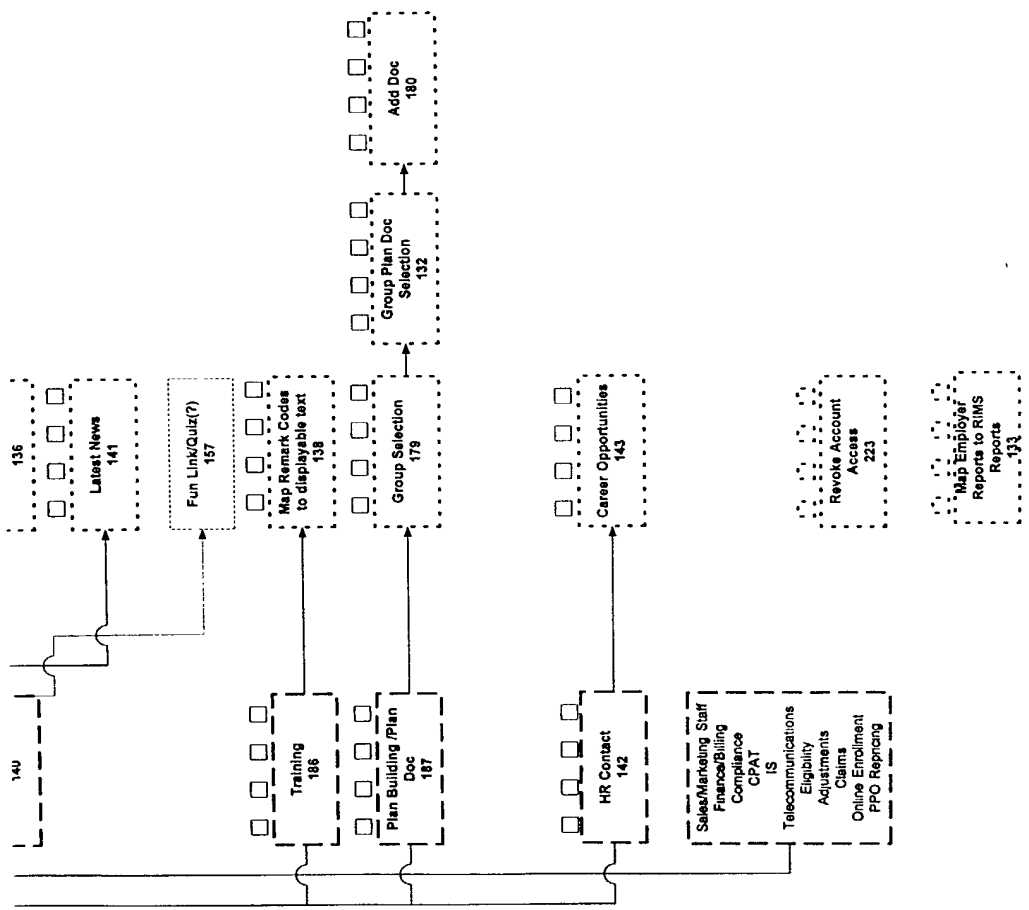 136
Latest News
141
Fun Link/Quiz(?)
157
Map Remark Codes
to displayable text
138
Group Selection
179
Group Plan Doc
Selection
132
Add Doc
180
Career Opportunities
143
Revoke Account
Access
223
Map Employer
Reports to RIMS
Reports
133
140
Training
186
Plan Building /Plan
Doc
187
HR Contact
142
Sales/Marketing Staff
Finance/Billing
Compliance
CPAT
IS
Telecommunications
Eligibility
Adjustments
Claims
Online Enrollment
PPO Repricing